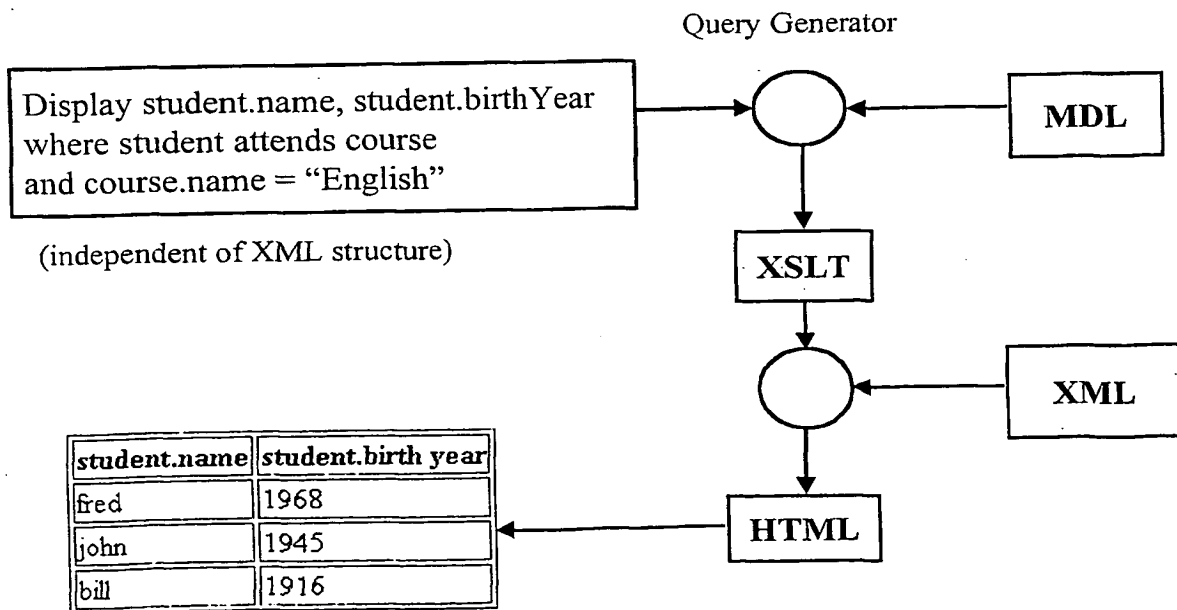 Query Generator
Display student.name, student.birthYear
where student attends course
and course.name = “English”
MDL
(independent of XML structure)
XSLT
XML
student.name student.birth year
fred 1968
john 1945
bill 1916
HTML